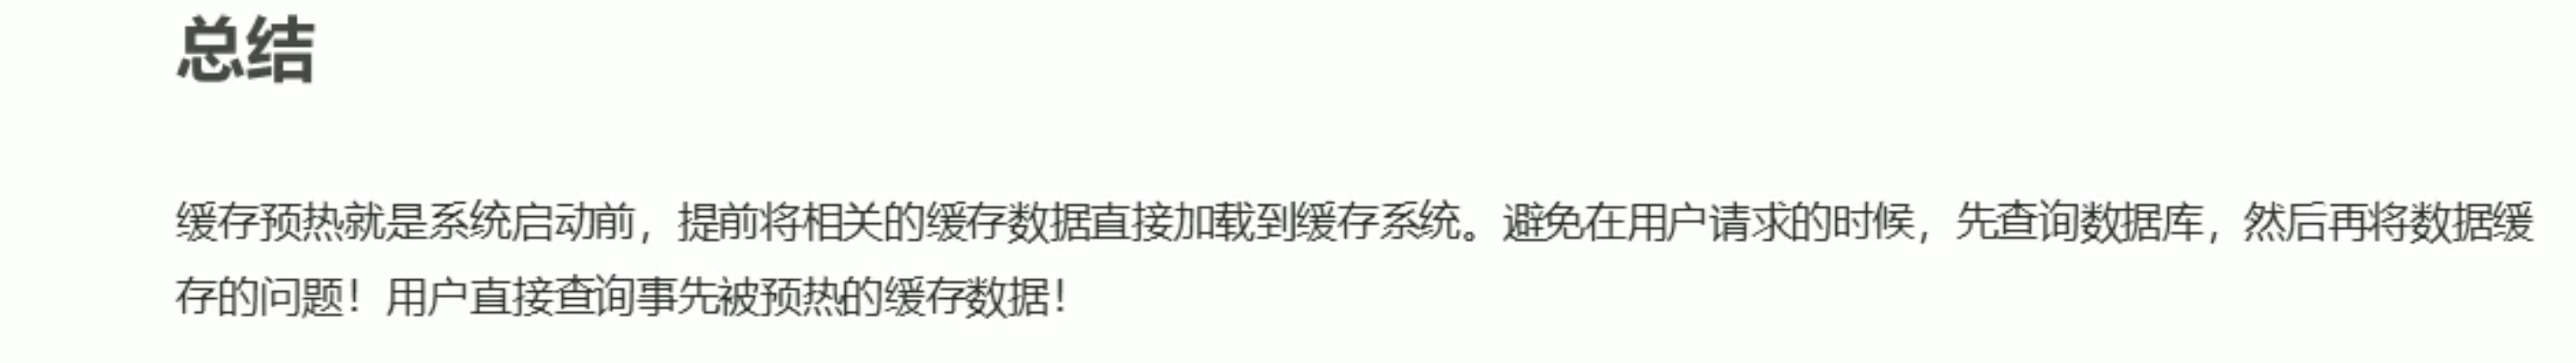 总结
缓存预热就是系统启动前，提前将相关的缓存数据直接加载到缓存系统。避免在用户请求的时候，先查询数据库，然后再将数据缓
存的问题！用户直接查询事先被预热的缓存数据！